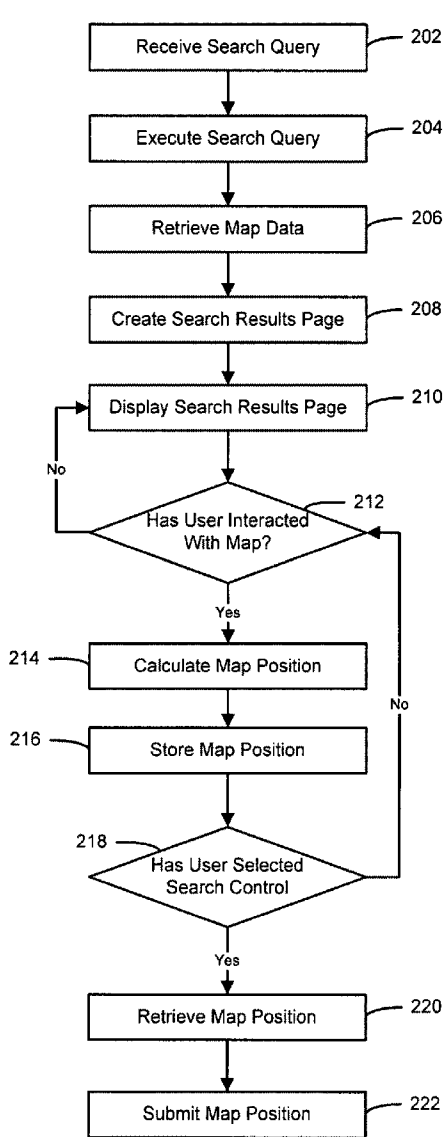 Receive Search Query
202
Execute Search Query
204
Retrieve Map Data
206
Create Search Results Page
208
Display Search Results Page
210
No
Has User Interacted
With Map?
212
Yes
214
Calculate Map Position
No
216
Store Map Position
218
Has User Selected
Search Control
Yes
Retrieve Map Position
220
Submit Map Position
222